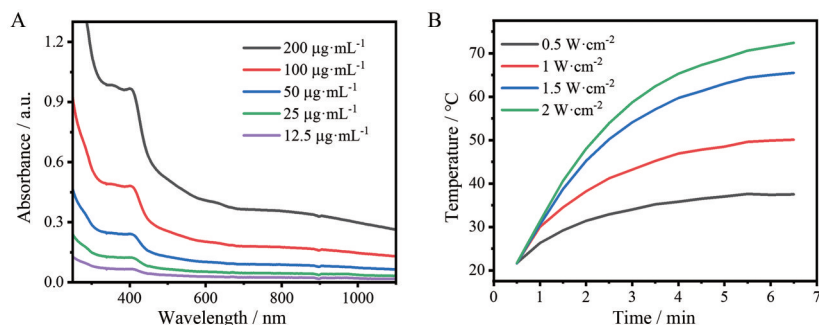 A
Absorbance / a.u.
1.2
0.9
0.6
0.3
0.0
400
600
800
1000
Wavelength / nm
200 μg·mL⁻¹
100 μg·mL⁻¹
50 μg·mL⁻¹
25 μg·mL⁻¹
12.5 μg·mL⁻¹
B
Temperature / °C
80
70
60
50
40
30
20
0
1
2
3
4
5
6
7
Time / min
0.5 W·cm⁻²
1 W·cm⁻²
1.5 W·cm⁻²
2 W·cm⁻²